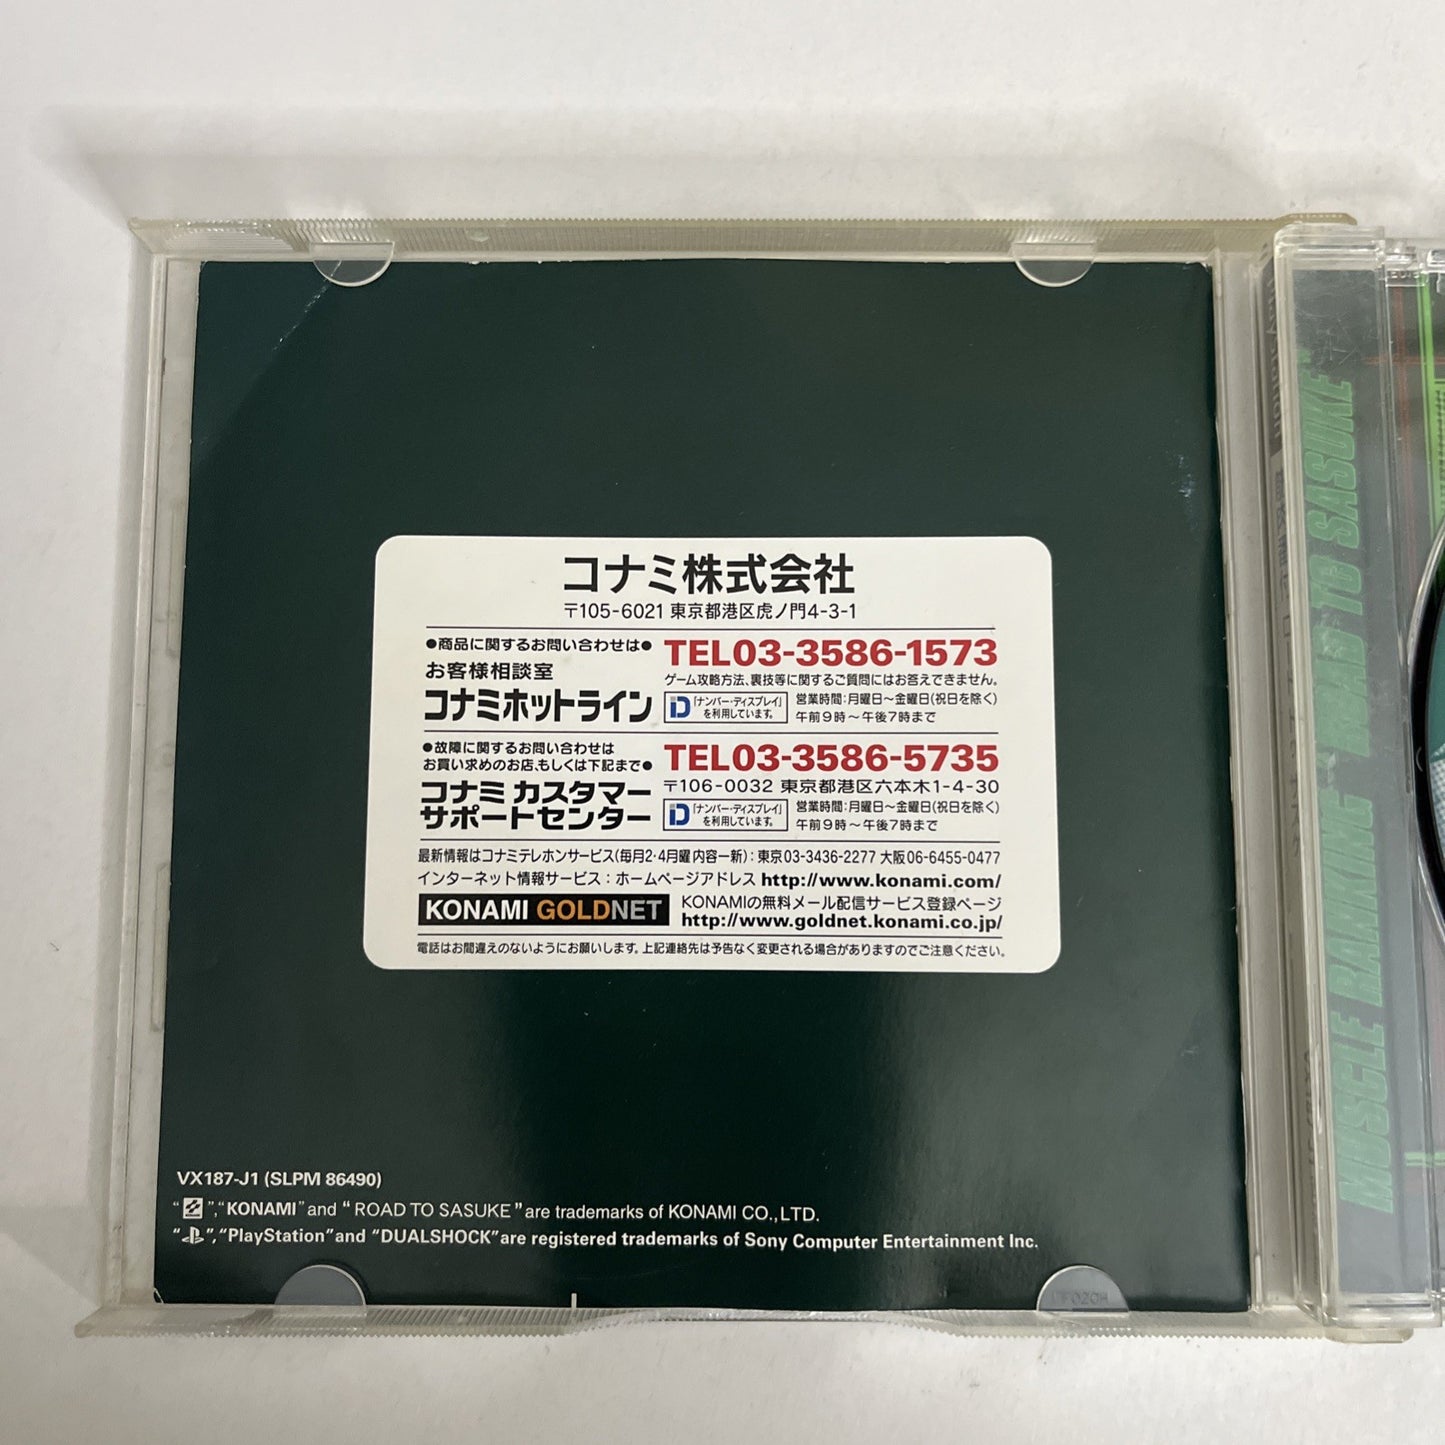 コナミ株式会社
〒105-6021 東京都港区虎ノ門4-3-1
●商品に関するお問い合わせは●
お客様相談室
コナミホットライン
TEL03-3586-1573
ゲーム攻略方法、裏技等に関するご質問にはお答えできません。
「ナンバー・ディスプレイ」
を利用しています。
営業時間:月曜日〜金曜日(祝日を除く)
午前9時〜午後7時まで
●故障に関するお問い合わせは
お買い求めのお店、もしくは下記まで●
コナミ カスタマー
サポートセンター
TEL03-3586-5735
〒106-0032 東京都港区六本木1-4-30
「ナンバー・ディスプレイ」
を利用しています。
営業時間:月曜日〜金曜日(祝日を除く)
午前9時〜午後7時まで
最新情報はコナミテレホンサービス(毎月2・4月曜内容一新):東京03-3436-2277 大阪06-6455-0477
インターネット情報サービス:ホームページアドレス http://www.konami.com/
KONAMI GOLDNET
KONAMIの無料メール配信サービス登録ページ
http://www.goldnet.konami.co.jp/
電話はお間違えのないようにお願いします。上記連絡先は予告なく変更される場合がありますのでご注意ください。
VX187-J1 (SLPM 86490)
“ ”,“KONAMI” and “ROAD TO SASUKE” are trademarks of KONAMI CO.,LTD.
“ ”, “PlayStation” and “DUALSHOCK” are registered trademarks of Sony Computer Entertainment Inc.
MUSCLE RANKING “ROAD TO SASUKE”